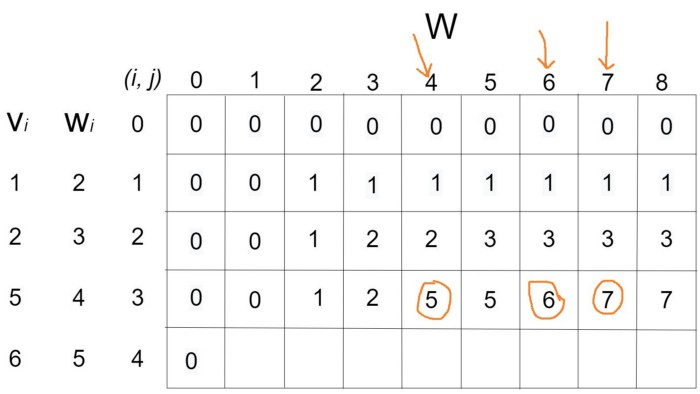 W
(i, j) 0 1 2 3 4 5 6 7 8
Vi Wi 0 0 0 0 0 0 0 0 0 0
1 2 1 0 0 1 1 1 1 1 1 1
2 3 2 0 0 1 2 2 3 3 3 3
5 4 3 0 0 1 2 5 5 6 7 7
6 5 4 0